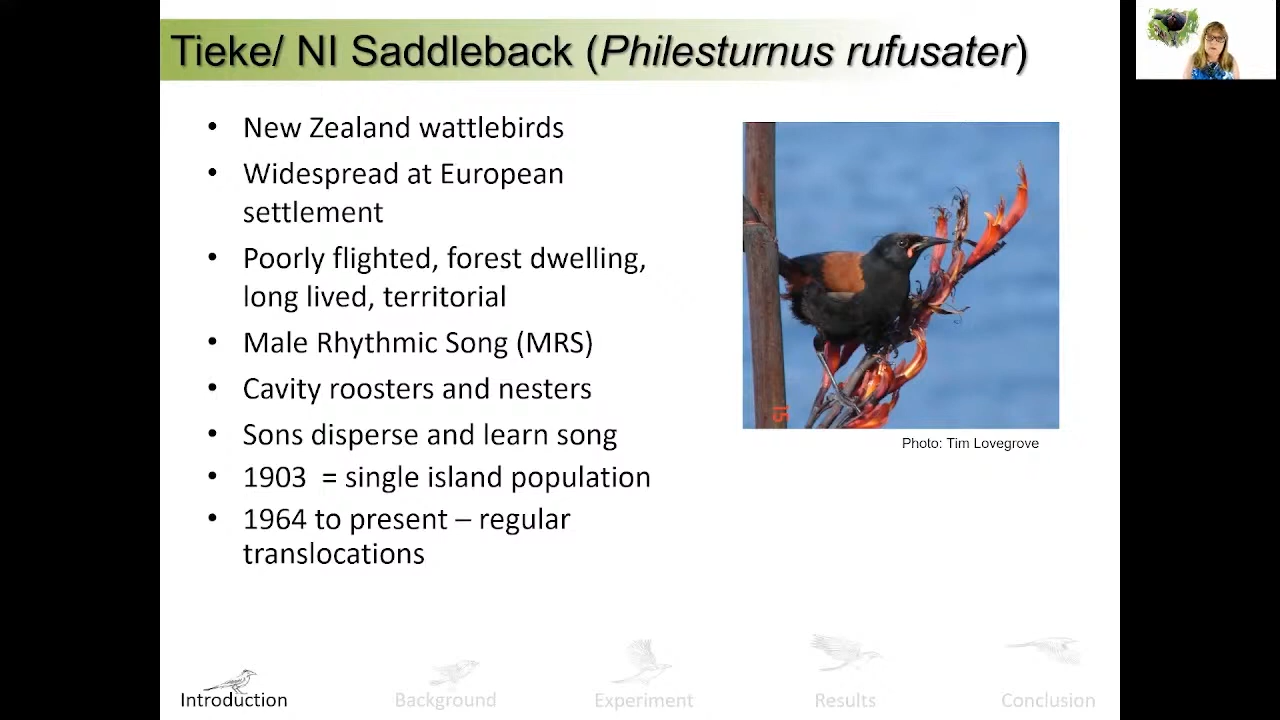 Tieke/ NI Saddleback (Philesturnus rufusater)
• New Zealand wattlebirds
• Widespread at European
settlement
• Poorly flighted, forest dwelling,
long lived, territorial
• Male Rhythmic Song (MRS)
• Cavity roosters and nesters
• Sons disperse and learn song
• 1903 = single island population
• 1964 to present – regular
translocations
15
Photo: Tim Lovegrove
Introduction Background Experiment Results Conclusion